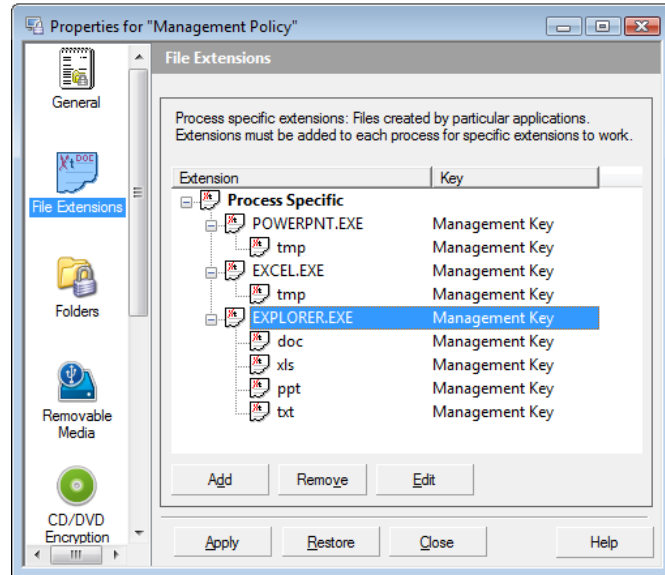 Properties for "Management Policy"
General
File Extensions
Folders
Removable
Media
CD/DVD
Encryption
File Extensions
Process specific extensions: Files created by particular applications.
Extensions must be added to each process for specific extensions to work.
Extension Key
Process Specific
POWERPNT.EXE Management Key
tmp Management Key
EXCEL.EXE Management Key
tmp Management Key
EXPLORER.EXE Management Key
doc Management Key
xls Management Key
ppt Management Key
txt Management Key
Add Remove Edit
Apply Restore Close Help